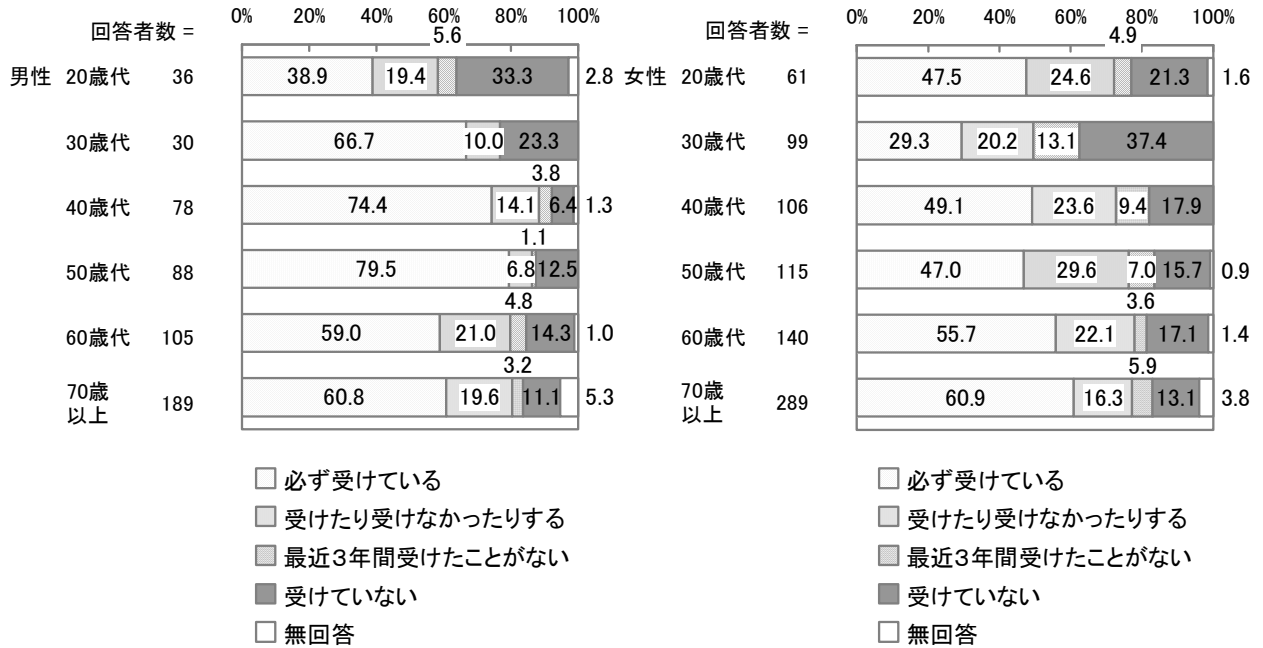 0% 20% 40% 60% 80% 100%
回答者数 =
5.6
男性 20歳代 36 38.9 19.4 33.3 2.8
30歳代 30 66.7 10.0 23.3
3.8
40歳代 78 74.4 14.1 6.4 1.3
1.1
50歳代 88 79.5 6.8 12.5
4.8
60歳代 105 59.0 21.0 14.3 1.0
3.2
70歳
以上 189 60.8 19.6 11.1 5.3
必ず受けている
受けたり受けなかったりする
最近3年間受けたことがない
受けていない
無回答
0% 20% 40% 60% 80% 100%
回答者数 =
4.9
女性 20歳代 61 47.5 24.6 21.3 1.6
30歳代 99 29.3 20.2 13.1 37.4
40歳代 106 49.1 23.6 9.4 17.9
50歳代 115 47.0 29.6 7.0 15.7 0.9
3.6
60歳代 140 55.7 22.1 17.1 1.4
5.9
70歳
以上 289 60.9 16.3 13.1 3.8
必ず受けている
受けたり受けなかったりする
最近3年間受けたことがない
受けていない
無回答